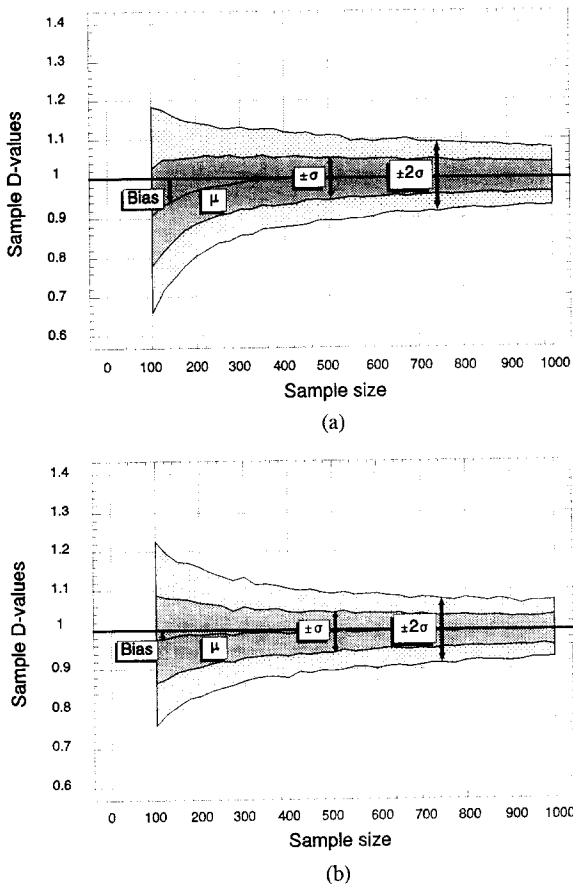 1.4
1.3
1.2
1.1
1
0.9
0.8
0.7
0.6
Sample D-values
Bias
μ
±σ
±2σ
0 100 200 300 400 500 600 700 800 900 1000
Sample size
(a)
1.4
1.3
1.2
1.1
1
0.9
0.8
0.7
0.6
Sample D-values
Bias
μ
±σ
±2σ
0 100 200 300 400 500 600 700 800 900 1000
Sample size
(b)